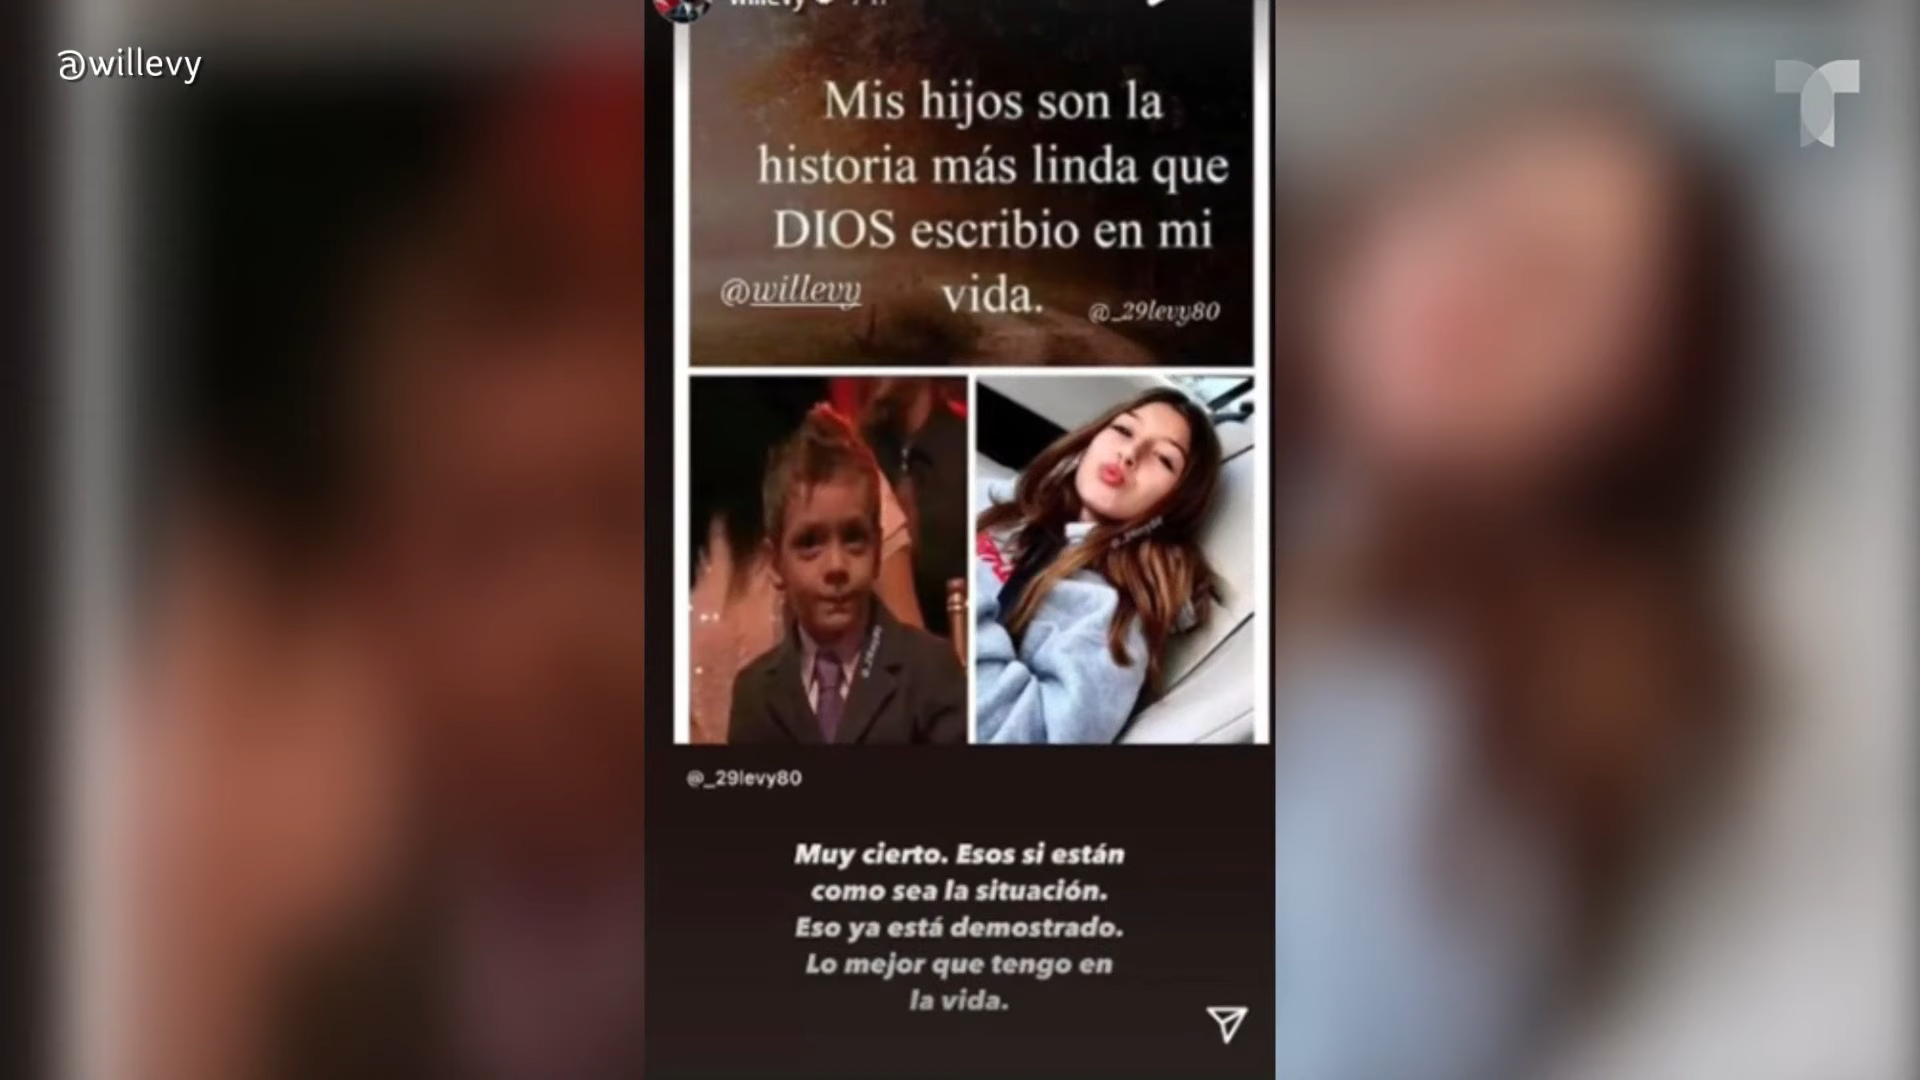 @willevy
willevy
Mis hijos son la
historia más linda que
DIOS escribio en mi
vida.
@willevy
@_29levy80
@_29levy80
Muy cierto. Esos si están
como sea la situación.
Eso ya está demostrado.
Lo mejor que tengo en
la vida.